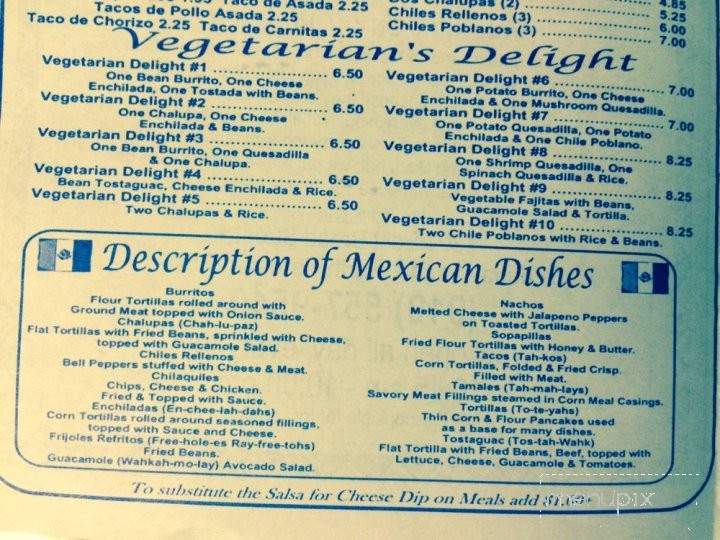 Tacos de Pollo Asada 2.25
Taco de Asada 2.25
Taco de Chorizo 2.25 Taco de Carnitas 2.25
Dos Chalupas (2)
4.85
Chiles Rellenos (3)
5.25
Chiles Poblanos (3)
6.00
7.00
Vegetarian's Delight
Vegetarian Delight #1 6.50
One Bean Burrito, One Cheese
Enchilada, One Tostada with Beans.
Vegetarian Delight #2 6.50
One Chalupa, One Cheese
Enchilada & Beans.
Vegetarian Delight #3 6.50
One Bean Burrito, One Quesadilla
& One Chalupa.
Vegetarian Delight #4 6.50
Bean Tostaguac, Cheese Enchilada & Rice.
Vegetarian Delight #5 6.50
Two Chalupas & Rice.
Vegetarian Delight #6 7.00
One Potato Burrito, One Cheese
Enchilada & One Mushroom Quesadilla.
Vegetarian Delight #7 7.00
One Potato Quesadilla, One Potato
Enchilada & One Chile Poblano.
Vegetarian Delight #8 8.25
One Shrimp Quesadilla, One
Spinach Quesadilla & Rice.
Vegetarian Delight #9 8.25
Vegetable Fajitas with Beans,
Guacamole Salad & Tortilla.
Vegetarian Delight #10 8.25
Two Chile Poblanos with Rice & Beans.
Description of Mexican Dishes
Burritos
Flour Tortillas rolled around with
Ground Meat topped with Onion Sauce.
Chalupas (Chah-lu-paz)
Flat Tortillas with Fried Beans, sprinkled with Cheese,
topped with Guacamole Salad.
Chiles Rellenos
Bell Peppers stuffed with Cheese & Meat.
Chilaquiles
Chips, Cheese & Chicken.
Fried & Topped with Sauce.
Enchiladas (En-chee-lah-dahs)
Corn Tortillas rolled around seasoned fillings,
topped with Sauce and Cheese.
Frijoles Refritos (Free-hole-es Ray-free-tohs)
Fried Beans.
Guacamole (Wahkah-mo-lay) Avocado Salad.
Nachos
Melted Cheese with Jalapeno Peppers
on Toasted Tortillas.
Sopapillas
Fried Flour Tortillas with Honey & Butter.
Tacos (Tah-kos)
Corn Tortillas, Folded & Fried Crisp.
Filled with Meat.
Tamales (Tah-mah-lays)
Savory Meat Fillings steamed in Corn Meal Casings.
Tortillas (To-te-yahs)
Thin Corn & Flour Pancakes used
as a base for many dishes.
Tostaguac (Tos-tah-Wahk)
Flat Tortilla with Fried Beans, Beef, topped with
Lettuce, Cheese, Guacamole & Tomatoes.
To substitute the Salsa for Cheese Dip on Meals add $1.00
menupix